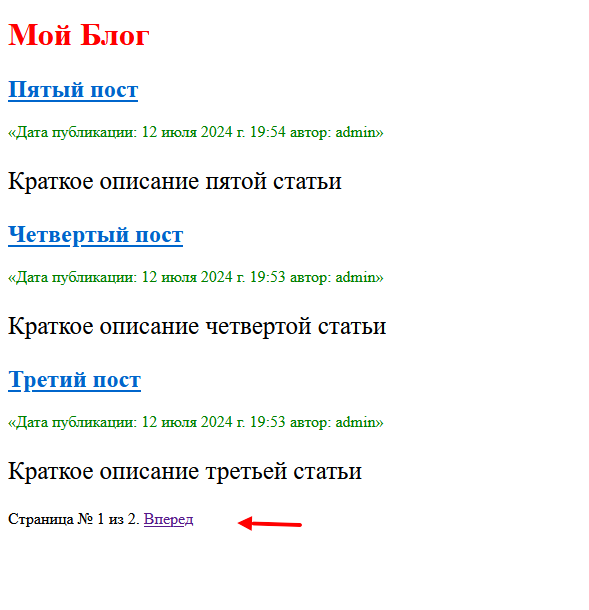 Мой Блог
Пятый пост
«Дата публикации: 12 июля 2024 г. 19:54 автор: admin»
Краткое описание пятой статьи
Четвертый пост
«Дата публикации: 12 июля 2024 г. 19:53 автор: admin»
Краткое описание четвертой статьи
Третий пост
«Дата публикации: 12 июля 2024 г. 19:53 автор: admin»
Краткое описание третьей статьи
Страница № 1 из 2. Вперед